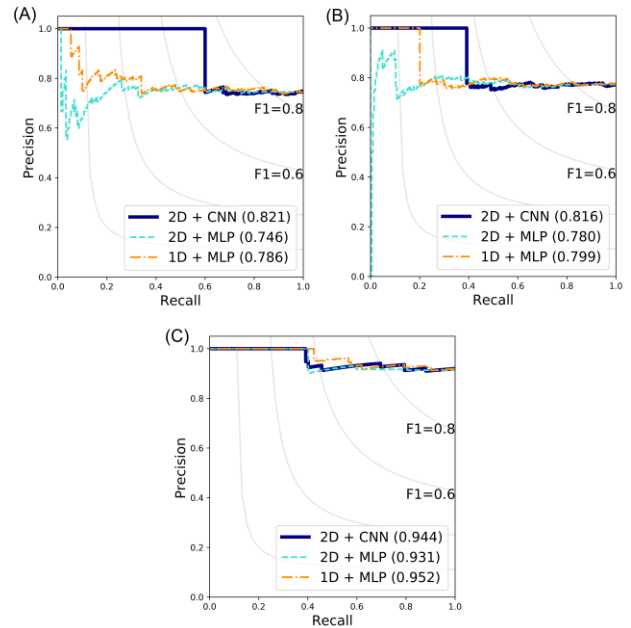 (A)
1.0
0.8
0.6
0.4
0.2
0.0
Precision
F1=0.8
F1=0.6
2D + CNN (0.821)
2D + MLP (0.746)
1D + MLP (0.786)
0.0 0.2 0.4 0.6 0.8 1.0
Recall
(B)
1.0
0.8
0.6
0.4
0.2
0.0
Precision
F1=0.8
F1=0.6
2D + CNN (0.816)
2D + MLP (0.780)
1D + MLP (0.799)
0.0 0.2 0.4 0.6 0.8 1.0
Recall
(C)
1.0
0.8
0.6
0.4
0.2
0.0
Precision
F1=0.8
F1=0.6
2D + CNN (0.944)
2D + MLP (0.931)
1D + MLP (0.952)
0.0 0.2 0.4 0.6 0.8 1.0
Recall